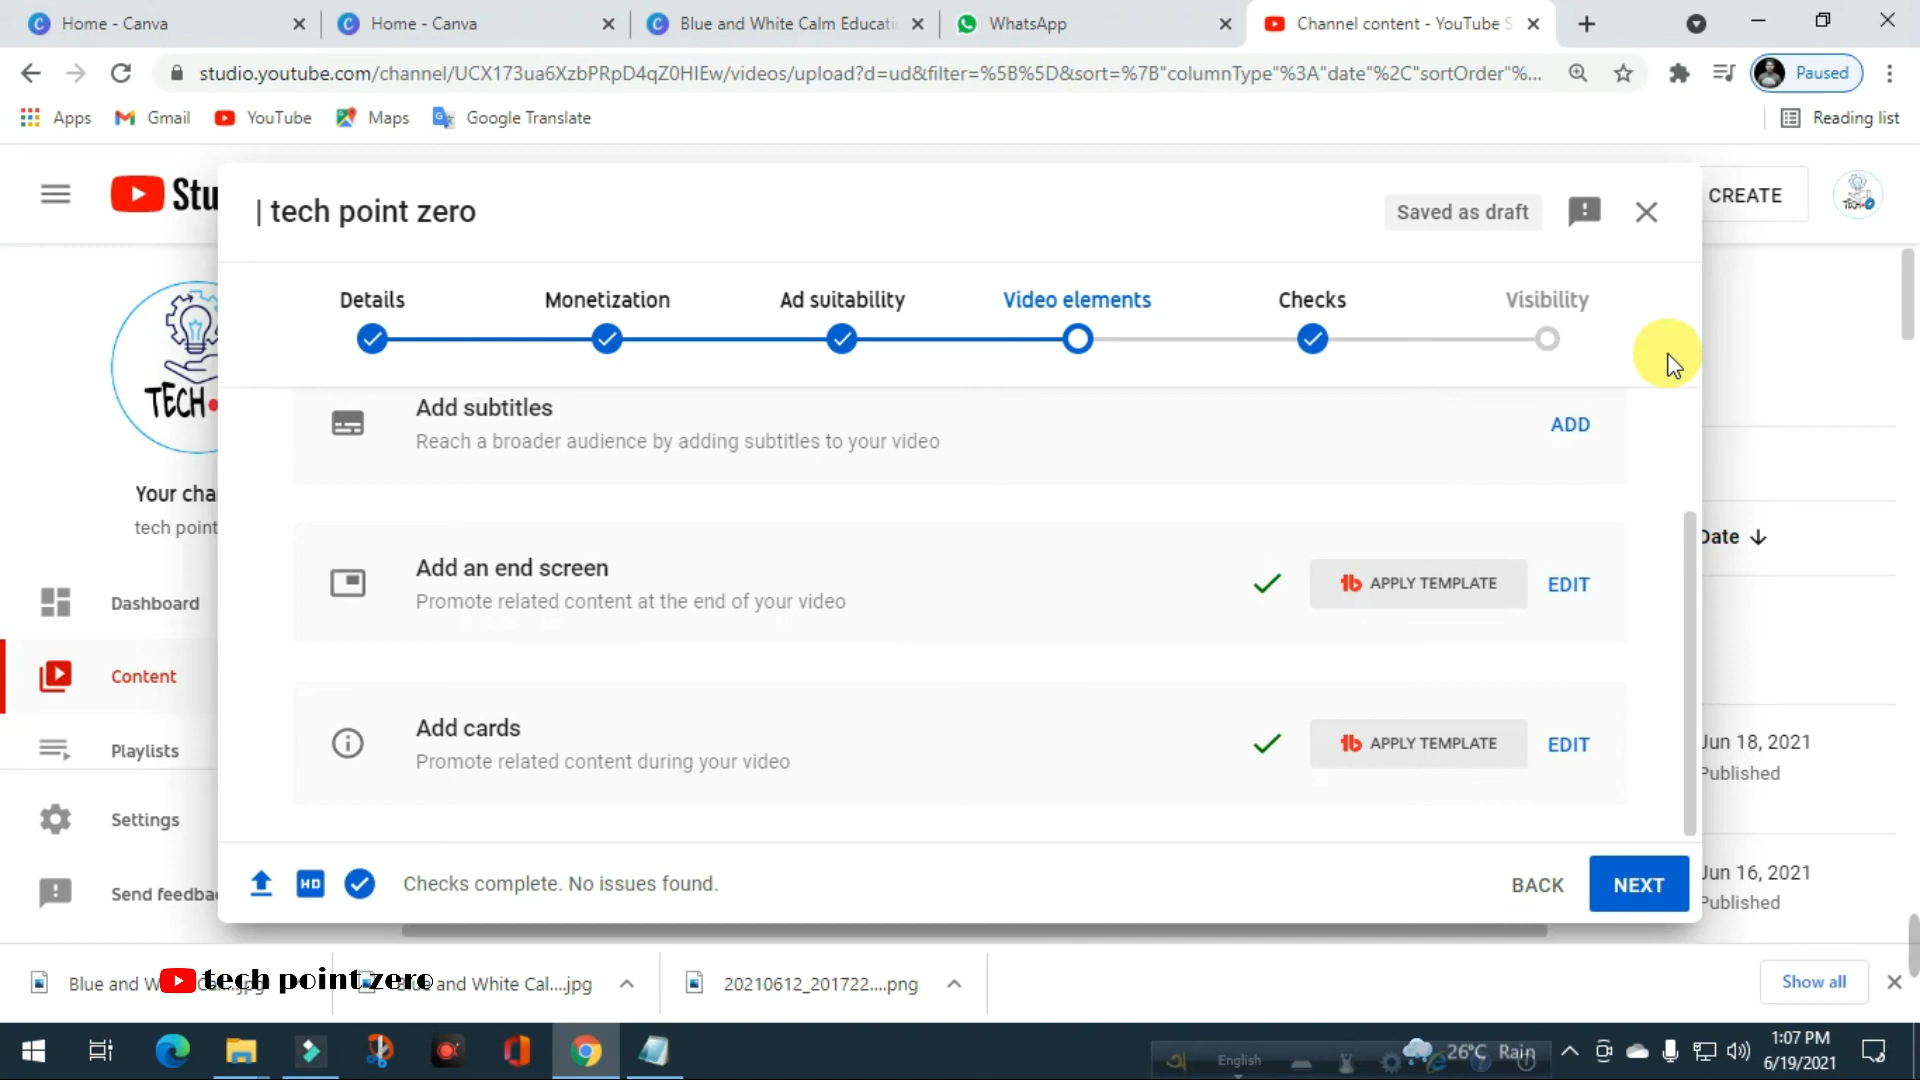 Home - Canva
Home - Canva
Blue and White Calm Educati
WhatsApp
Channel content - YouTube S
studio.youtube.com/channel/UCX173ua6XzbPRpD4qZ0HIEw/videos/upload?d=ud&filter=%5B%5D&sort=%7B"columnType"%3A"date"%2C"sortOrder"%...
Paused
Apps
Gmail
YouTube
Maps
Google Translate
Reading list
Stu
| tech point zero
Saved as draft
CREATE
Details
Monetization
Ad suitability
Video elements
Checks
Visibility
TECH
Add subtitles
Reach a broader audience by adding subtitles to your video
ADD
Your cha
tech point
Date
Add an end screen
Promote related content at the end of your video
APPLY TEMPLATE
EDIT
Dashboard
Content
Add cards
Promote related content during your video
APPLY TEMPLATE
EDIT
Jun 18, 2021
Published
Playlists
Settings
Send feedba
HD
Checks complete. No issues found.
BACK
NEXT
Jun 16, 2021
Published
Blue and W
tech point zero
and White Cal....jpg
20210612_201722....png
Show all
English
26°C Rain
1:07 PM
6/19/2021